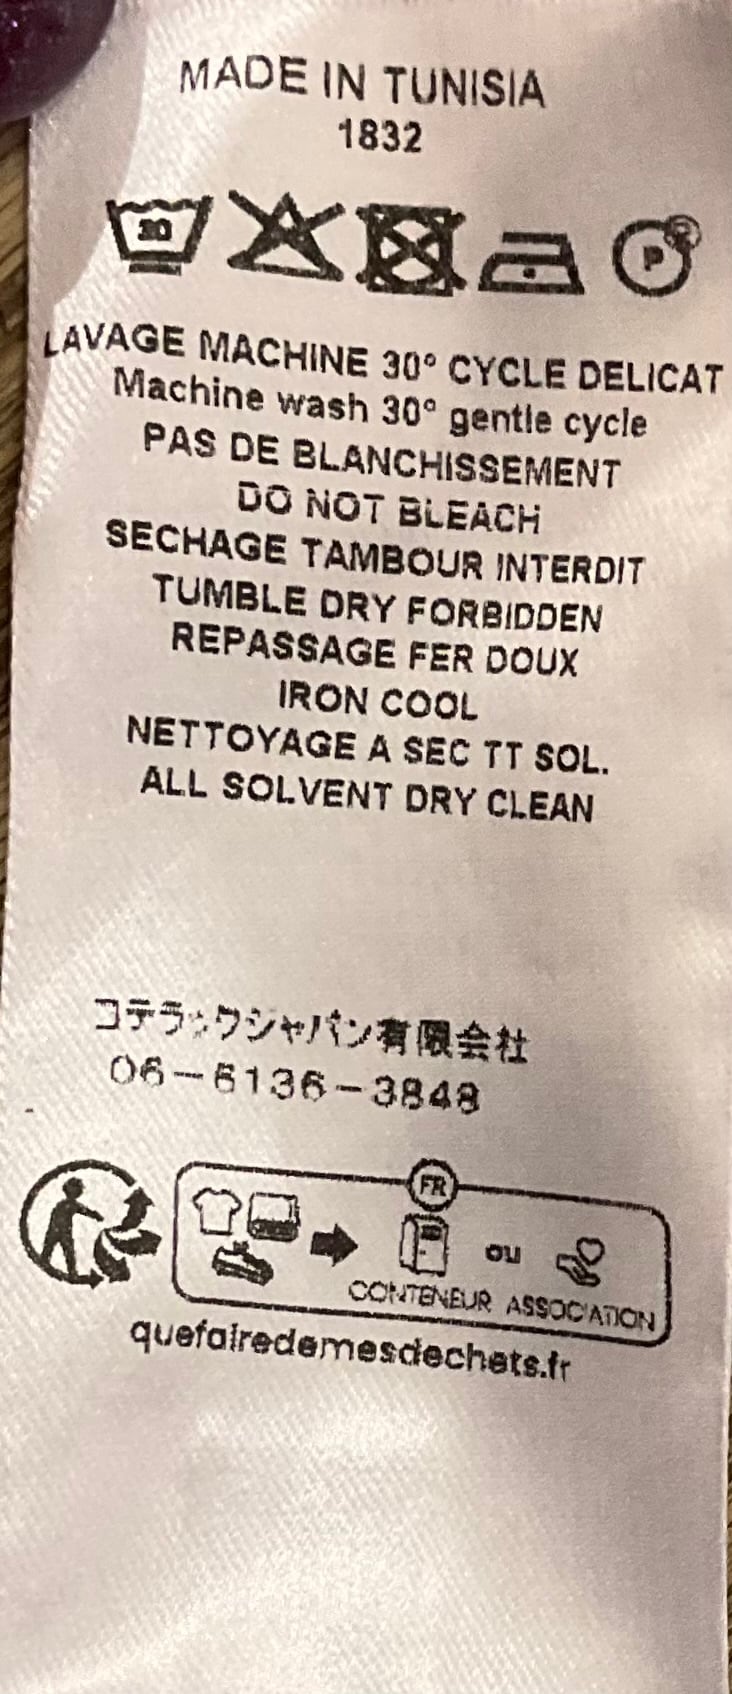 MADE IN TUNISIA
1832
30
P
LAVAGE MACHINE 30° CYCLE DELICAT
Machine wash 30° gentle cycle
PAS DE BLANCHISSEMENT
DO NOT BLEACH
SECHAGE TAMBOUR INTERDIT
TUMBLE DRY FORBIDDEN
REPASSAGE FER DOUX
IRON COOL
NETTOYAGE A SEC TT SOL.
ALL SOLVENT DRY CLEAN
コテラックジャパン有限会社
06-6136-3848
FR
ou
CONTENEUR ASSOCIATION
quefairedemesdechets.fr